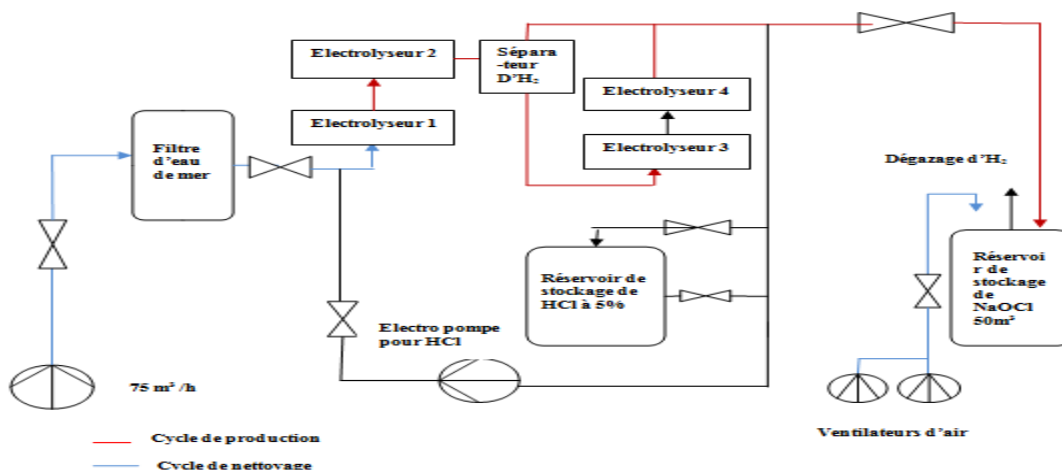 Electrolyseur 2
Sépara
-teur
D'H₂
Electrolyseur 4
Electrolyseur 1
Filtre
d'eau
de mer
Electrolyseur 3
Dégazage d'H₂
Réservoir de
stockage de
HCl à 5%
Réservoi
r de
stockage
de
NaOCl
50m³
Electro pompe
pour HCl
75 m³ /h
Ventilateurs d'air
Cycle de production
Cycle de nettoyage